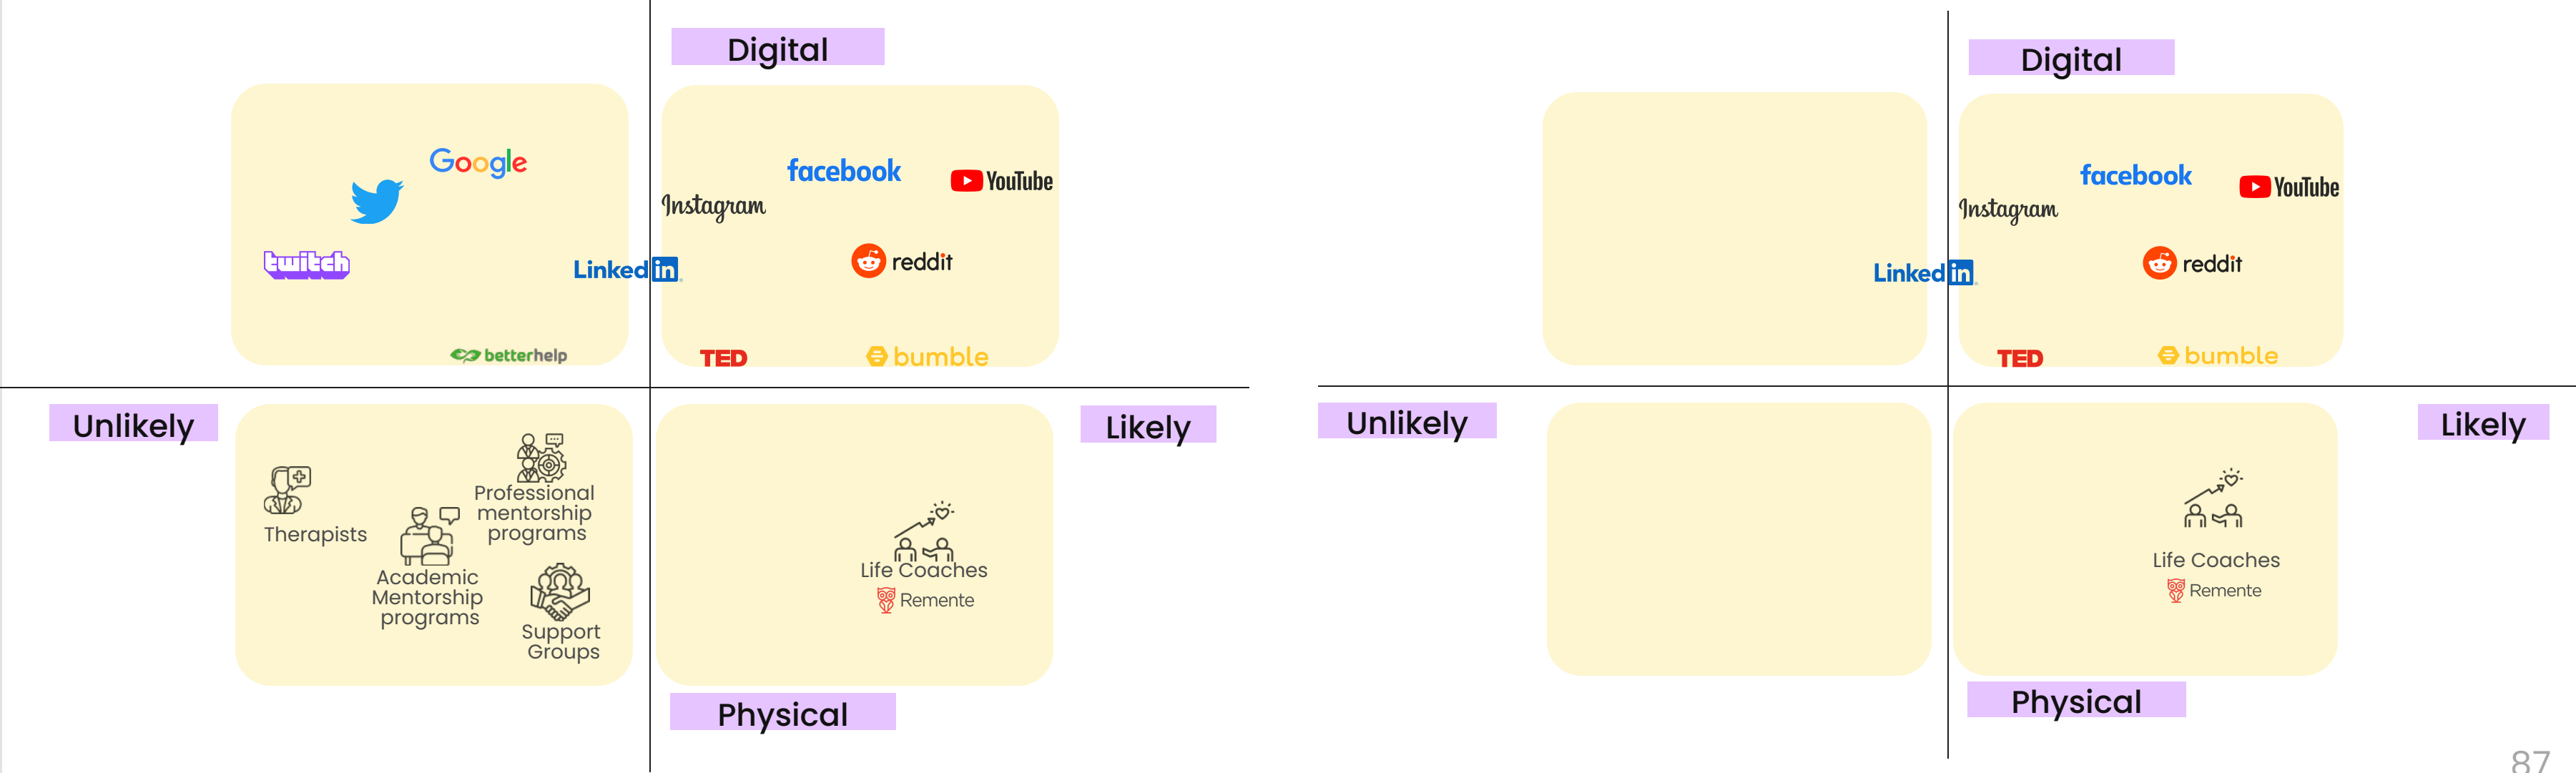 Digital
Google
twitch
Linkedin
betterhelp
facebook
YouTube
Instagram
reddit
TED
bumble
Unlikely
Likely
Therapists
Professional
mentorship
programs
Academic
Mentorship
programs
Support
Groups
Life Coaches
Remente
Physical
Digital
facebook
YouTube
Instagram
Linkedin
reddit
TED
bumble
Unlikely
Likely
Life Coaches
Remente
Physical
87